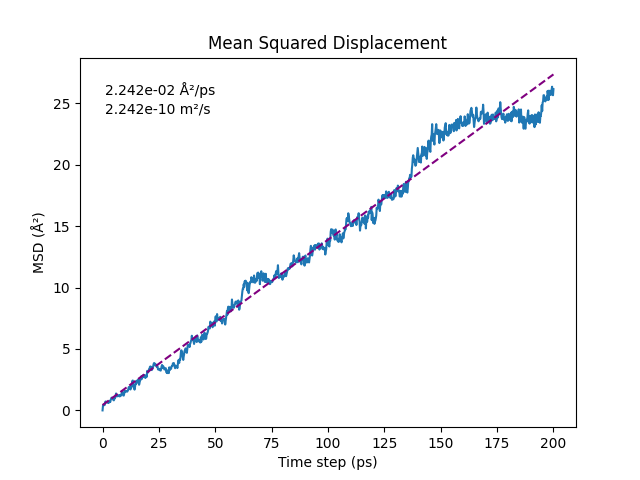 Mean Squared Displacement
2.242e-02 Å²/ps
2.242e-10 m²/s
MSD (Å²)
25
20
15
10
5
0
0 25 50 75 100 125 150 175 200
Time step (ps)